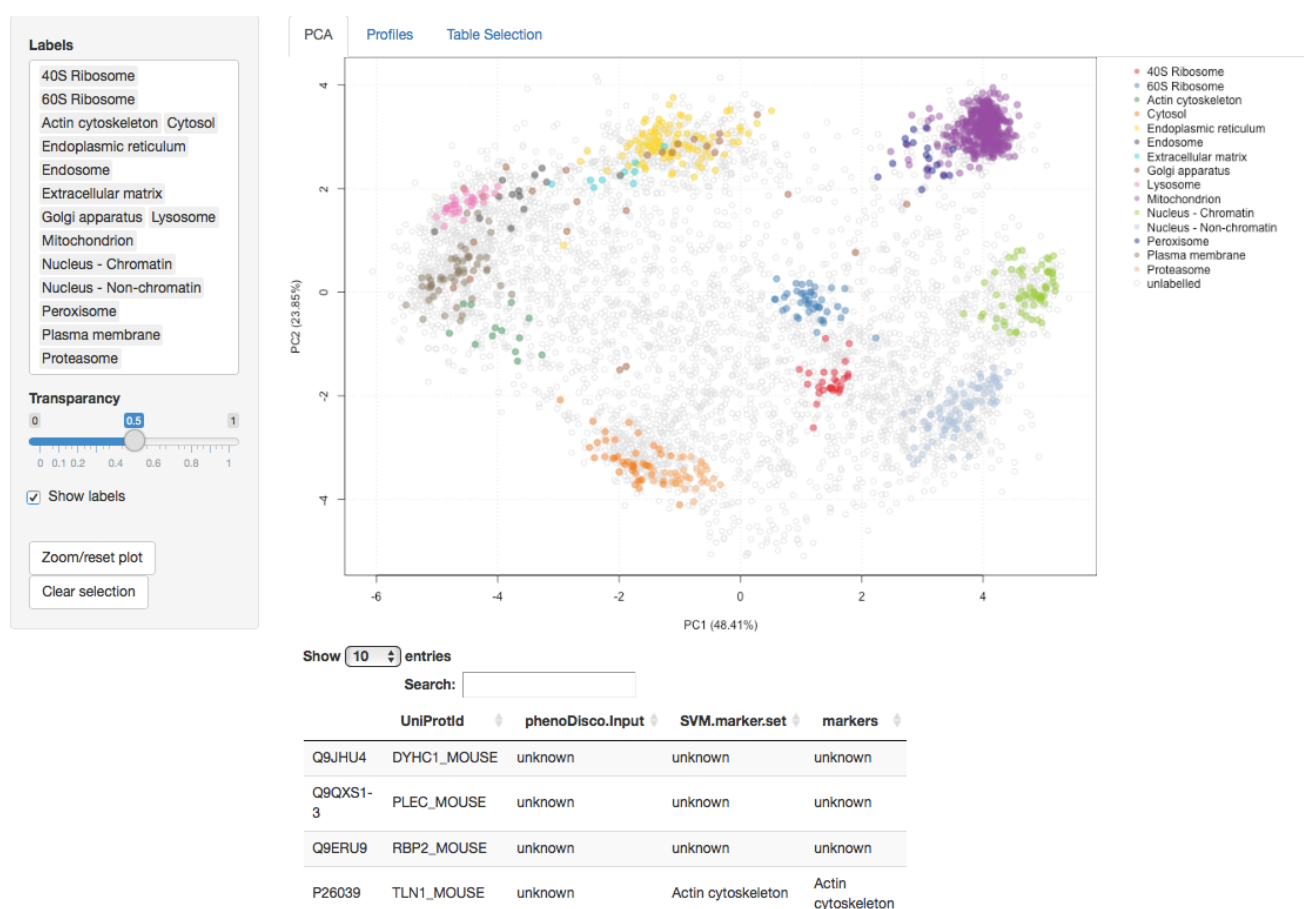 Labels
40S Ribosome
60S Ribosome
Actin cytoskeleton Cytosol
Endoplasmic reticulum
Endosome
Extracellular matrix
Golgi apparatus Lysosome
Mitochondrion
Nucleus - Chromatin
Nucleus - Non-chromatin
Peroxisome
Plasma membrane
Proteasome
Transparancy
0 0.5 1
0 0.1 0.2 0.4 0.6 0.8 1
Show labels
Zoom/reset plot
Clear selection
PCA Profiles Table Selection
4
2
0
-2
-4
PC2 (23.85%)
-6 -4 -2 0 2 4
PC1 (48.41%)
40S Ribosome
60S Ribosome
Actin cytoskeleton
Cytosol
Endoplasmic reticulum
Endosome
Extracellular matrix
Golgi apparatus
Lysosome
Mitochondrion
Nucleus - Chromatin
Nucleus - Non-chromatin
Peroxisome
Plasma membrane
Proteasome
unlabelled
Show 10 entries
Search:
UniProtId phenoDisco.Input SVM.marker.set markers
Q9JHU4 DYHC1_MOUSE unknown unknown unknown
Q9QXS1-
3 PLEC_MOUSE unknown unknown unknown
Q9ERU9 RBP2_MOUSE unknown unknown unknown
P26039 TLN1_MOUSE unknown Actin cytoskeleton Actin
cytoskeleton